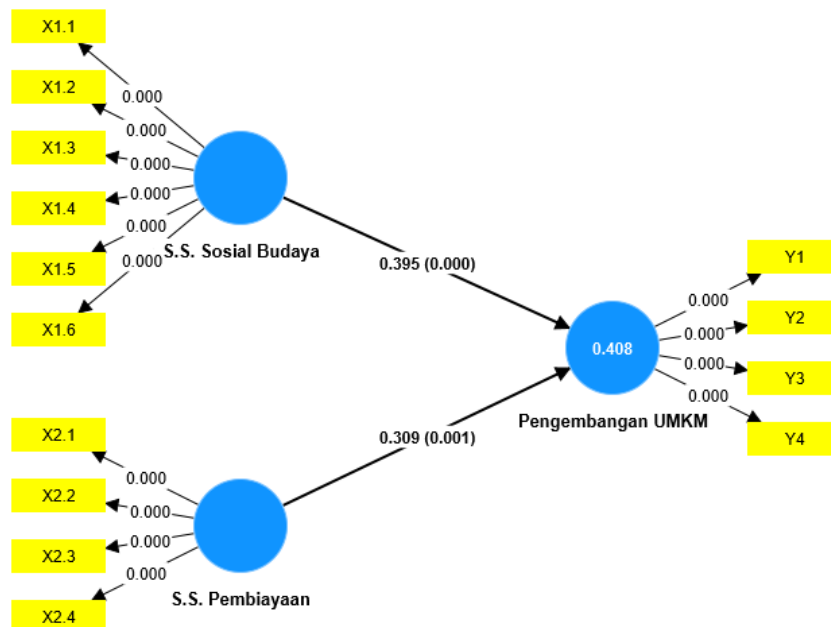 X1.1
0.000
X1.2
0.000
X1.3
0.000
X1.4
0.000
X1.5
0.000
X1.6
0.000
S.S. Sosial Budaya
0.395 (0.000)
X2.1
0.000
X2.2
0.000
X2.3
0.000
X2.4
0.000
S.S. Pembiayaan
0.309 (0.001)
0.408
Pengembangan UMKM
Y1
0.000
Y2
0.000
Y3
0.000
Y4
0.000